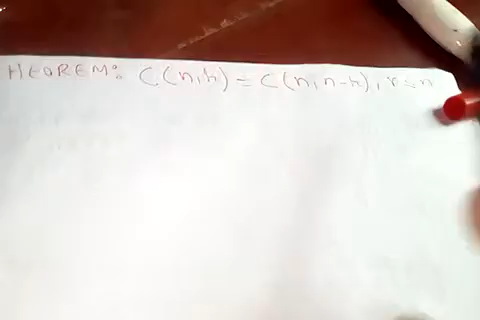 HEOREM: C(n,r) = C(n,n-r), r≤n